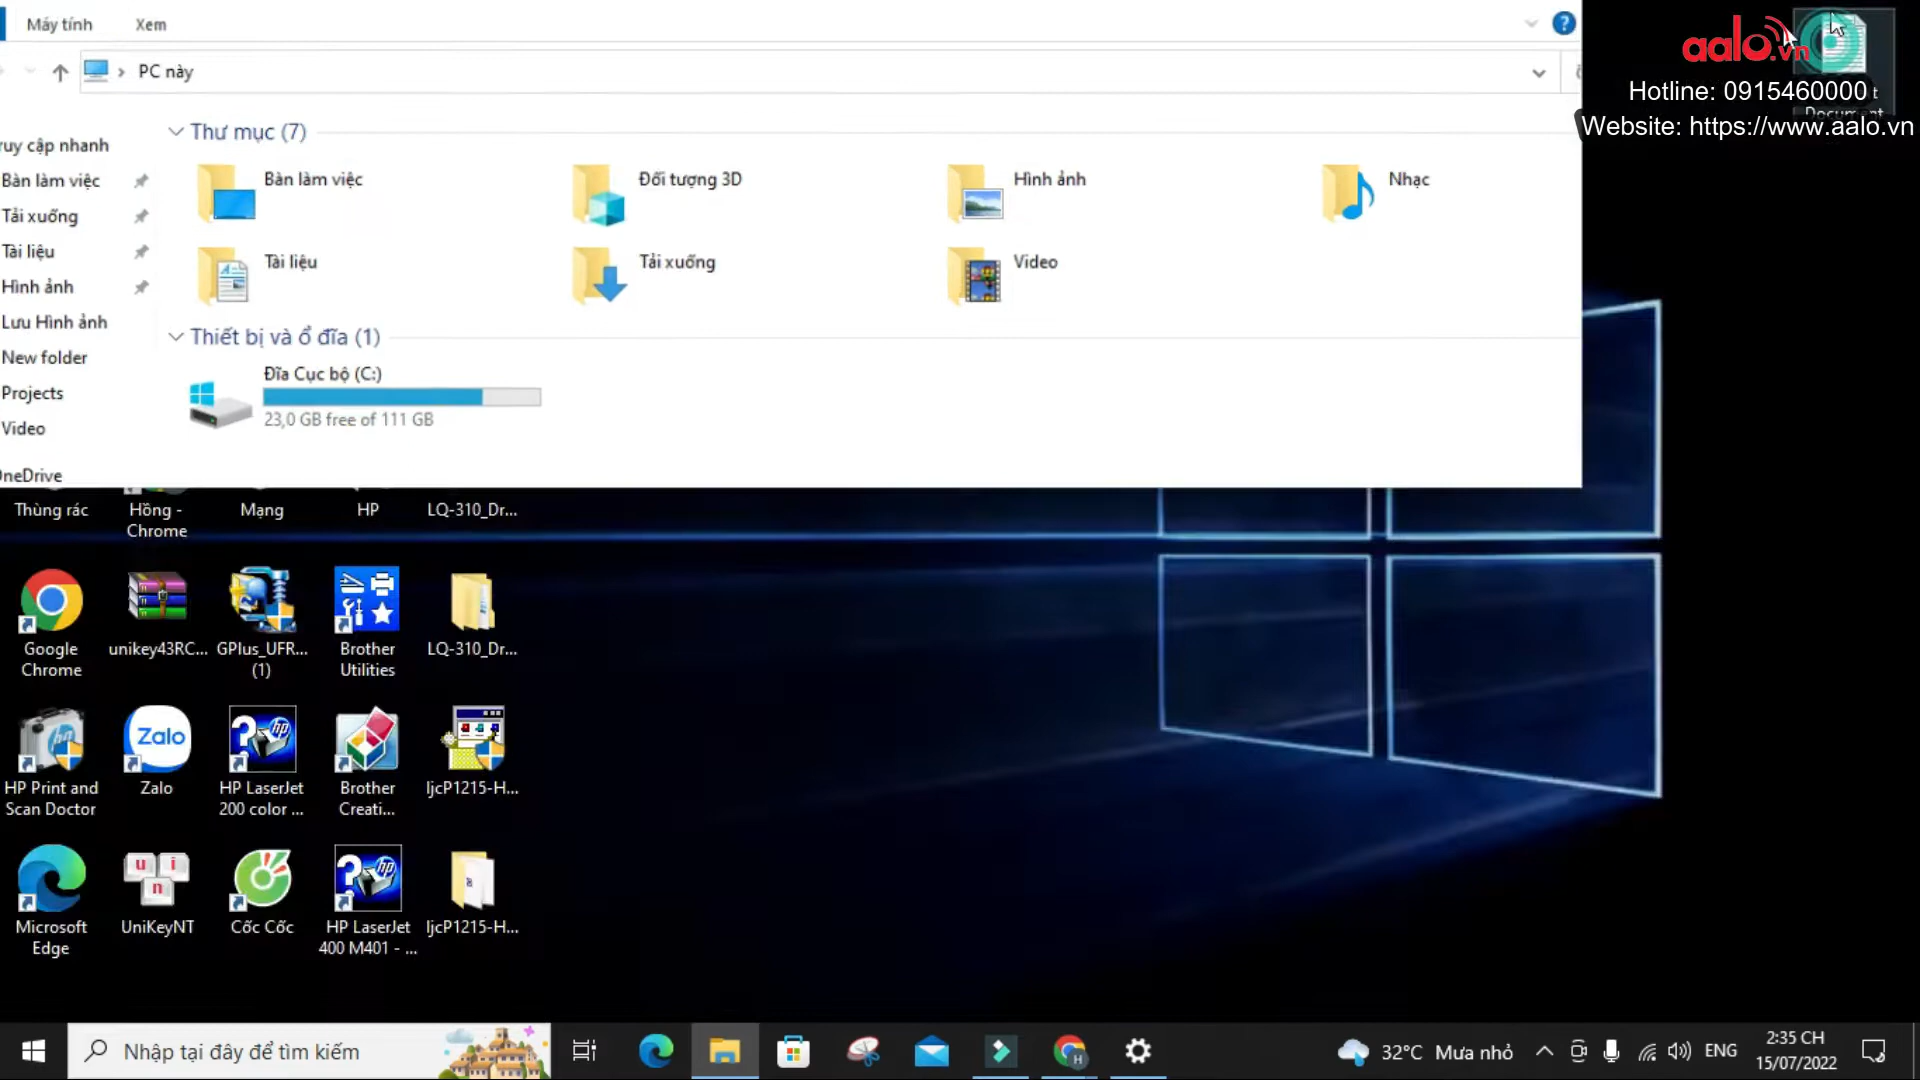 Máy tính
Xem
PC này
ruy cập nhanh
Bàn làm việc
Tải xuống
Tài liệu
Hình ảnh
Lưu Hình ảnh
New folder
Projects
Video
OneDrive
Thư mục (7)
Bàn làm việc
Đối tượng 3D
Hình ảnh
Nhạc
Tài liệu
Tải xuống
Video
Thiết bị và ổ đĩa (1)
Đĩa Cục bộ (C:)
23,0 GB free of 111 GB
aalo.vn
Hotline: 0915460000
Document
Website: https://www.aalo.vn
Thùng rác
Hồng -
Chrome
Mạng
HP
LQ-310_Dr...
Google
Chrome
unikey43RC...
GPlus_UFR...
(1)
Brother
Utilities
LQ-310_Dr...
HP Print and
Scan Doctor
Zalo
Zalo
HP LaserJet
200 color ...
Brother
Creati...
ljcP1215-H...
Microsoft
Edge
UniKeyNT
Cốc Cốc
HP LaserJet
400 M401 - ...
ljcP1215-H...
Nhập tại đây để tìm kiếm
32°C Mưa nhỏ
ENG
2:35 CH
15/07/2022